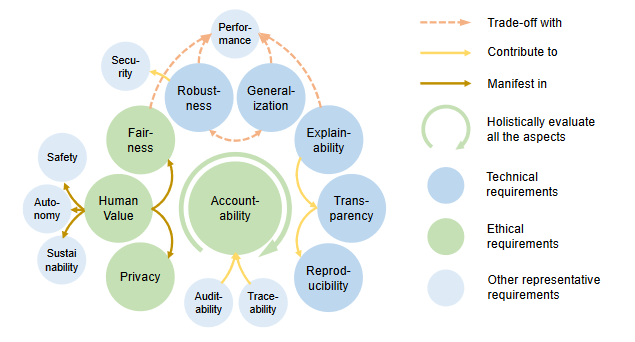 Perfor-
mance
Secu-
rity
Robust-
ness
General-
ization
Fair-
ness
Explain-
ability
Safety
Auto-
nomy
Sustai
nability
Human
Value
Account-
ability
Trans-
parency
Privacy
Audit-
ability
Trace-
ability
Reprod-
ucibility
Trade-off with
Contribute to
Manifest in
Holistically evaluate
all the aspects
Technical
requirements
Ethical
requirements
Other representative
requirements